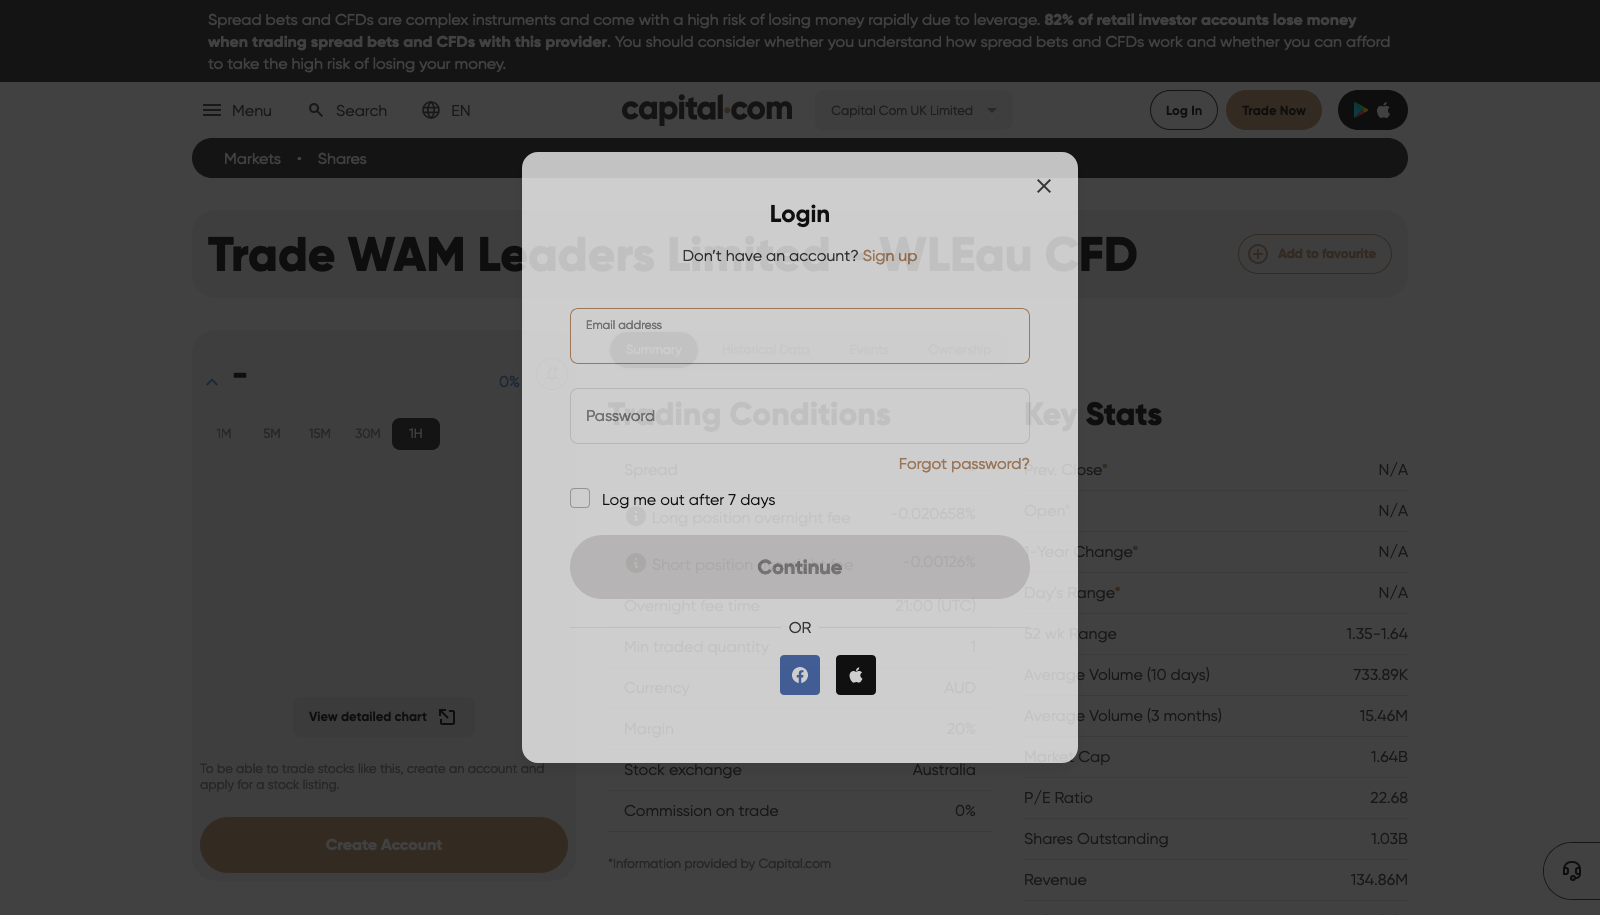 Spread bets and CFDs are complex instruments and come with a high risk of losing money rapidly due to leverage. 82% of retail investor accounts lose money
when trading spread bets and CFDs with this provider. You should consider whether you understand how spread bets and CFDs work and whether you can afford
to take the high risk of losing your money.
Menu
Search
EN
capital.com
Capital Com UK Limited
Log In
Trade Now
Markets • Shares
Trade WAM Leaders Limited - WLEau CFD
Add to favourite
Login
Don't have an account? Sign up
Email address
Password
Forgot password?
Log me out after 7 days
Continue
OR
0%
1M
5M
15M
30M
1H
View detailed chart
To be able to trade stocks like this, create an account and
apply for a stock listing.
Create Account
Summary
Historical Data
Events
Ownership
Trading Conditions
Spread
Long position overnight fee -0.020658%
Short position -0.00126%
Overnight fee time 21:00 (UTC)
Min traded quantity 1
Currency AUD
Margin 20%
Stock exchange Australia
Commission on trade 0%
*Information provided by Capital.com
Key Stats
Prev. Close* N/A
Open* N/A
1-Year Change* N/A
Day's Range* N/A
52 wk Range 1.35-1.64
Average Volume (10 days) 733.89K
Average Volume (3 months) 15.46M
Market Cap 1.64B
P/E Ratio 22.68
Shares Outstanding 1.03B
Revenue 134.86M